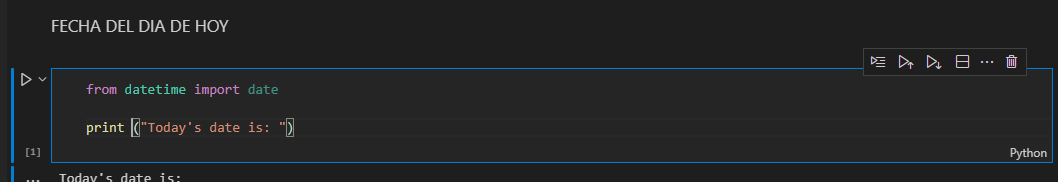 FECHA DEL DIA DE HOY
from datetime import date
print ("Today's date is: ")
[1]
Python
Today's date is: